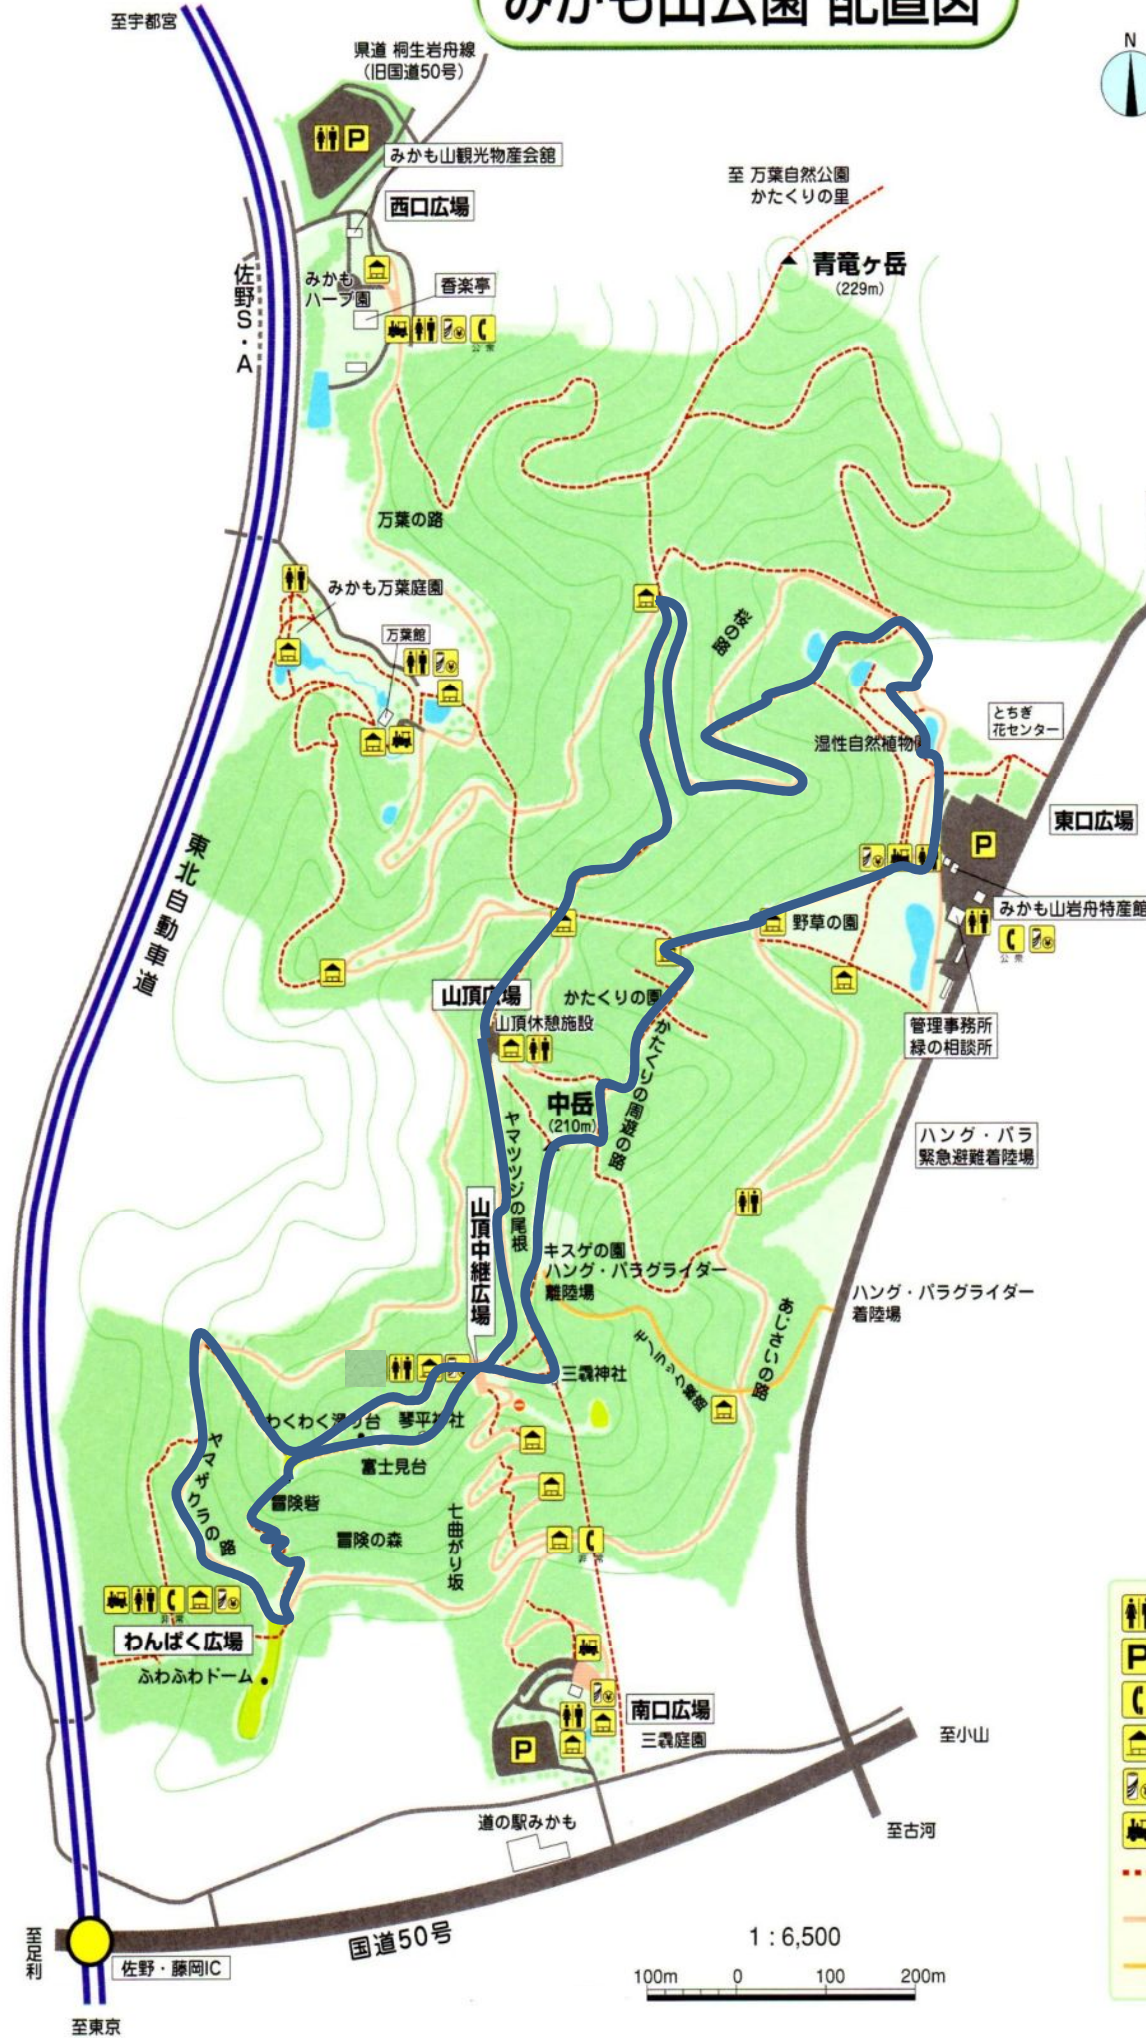 みかも山公園 配置図
至宇都宮
県道 桐生岩舟線
(旧国道50号)
N
P
みかも山観光物産会舘
至 万葉自然公園
かたくりの里
西口広場
青竜ヶ岳
(229m)
佐野S・A
みかも
ハーブ園
香楽亭
公衆
万葉の路
みかも万葉庭園
万葉館
桜の路
とちぎ
花センター
湿性自然植物
東口広場
P
東北自動車道
みかも山岩舟特産館
野草の園
公衆
山頂広場
かたくりの園
山頂休憩施設
管理事務所
緑の相談所
かたくりの周遊の路
中岳
(210m)
ヤマツツジの尾根
ハング・パラ
緊急避難着陸場
山頂中継広場
キスゲの園
ハング・パラグライダー
離陸場
ハング・パラグライダー
着陸場
あじさいの路
三毳神社
わくわく滑り台
琴平神社
富士見台
ヤマザクラの路
冒険砦
冒険の森
七曲がり坂
非常
非常
わんぱく広場
ふわふわドーム
南口広場
三毳庭園
P
P
至小山
道の駅みかも
至古河
国道50号
至足利
佐野・藤岡IC
至東京
1:6,500
100m 0 100 200m